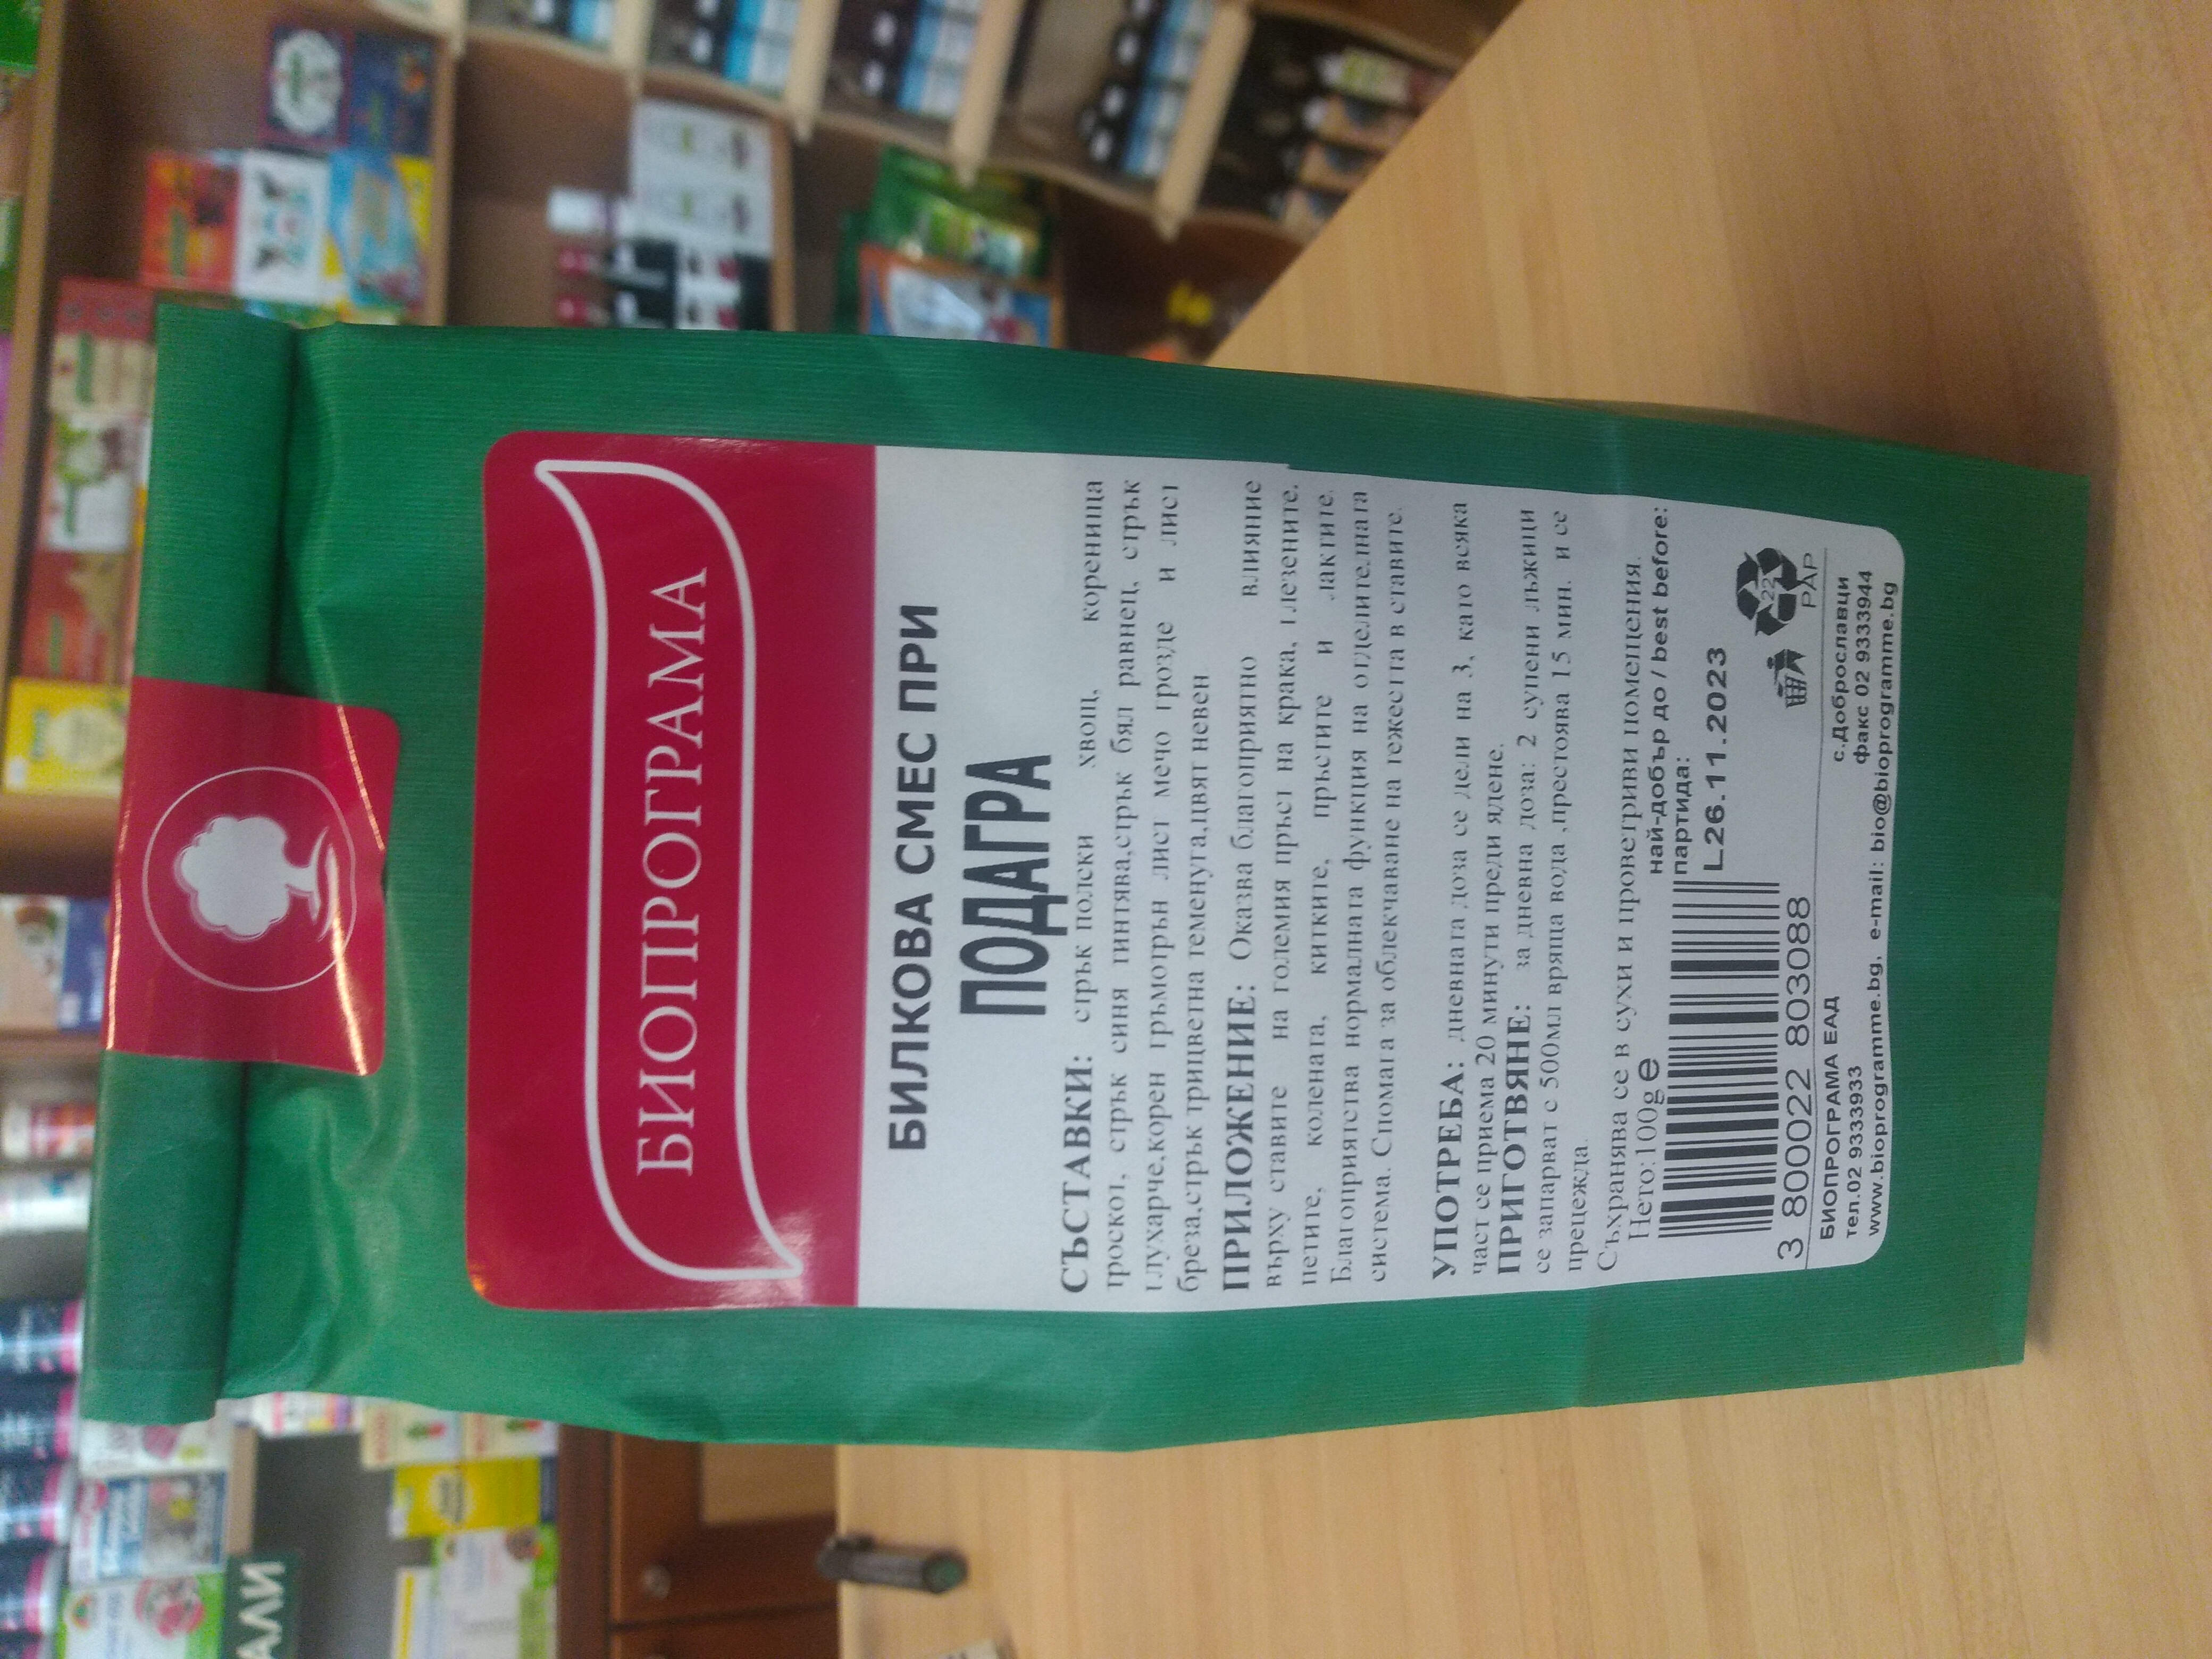 БИОПРОГРАМА
БИЛКОВА СМЕС ПРИ
ПОДАГРА
СЪСТАВКИ: стрък полски хвощ, кореница
троскот, стрък синя тинтява,стрък бял равнец, стрък
глухарче,корен гръмотрън лист мечо грозде и лист
бреза,стрък трицветна теменуга,цвят невен
ПРИЛОЖЕНИЕ: Оказва благоприятно влияние
върху ставите на големия пръст на крака, глезените,
петите, колената, китките, пръстите и лактите.
Благоприятства нормалната функция на отделителната
система. Спомага за облекчаване на тежестта в ставите.
УПОТРЕБА: дневната доза се дели на 3, като всяка
част се приема 20 минути преди ядене.
ПРИГОТВЯНЕ: за дневна доза: 2 супени лъжици
се запарват с 500мл вряща вода ,престоява 15 мин. и се
прецежда.
Съхранява се в сухи и проветриви помещения.
Нето:100g e
най-добър до / best before:
партида:
L26.11.2023
3 800022 803088
22
PAP
БИОПРОГРАМА ЕАД с.Доброславци
тел.02 9333933 факс 02 9333944
www.bioprogramme.bg, e-mail: bio@bioprogramme.bg
АЛИ